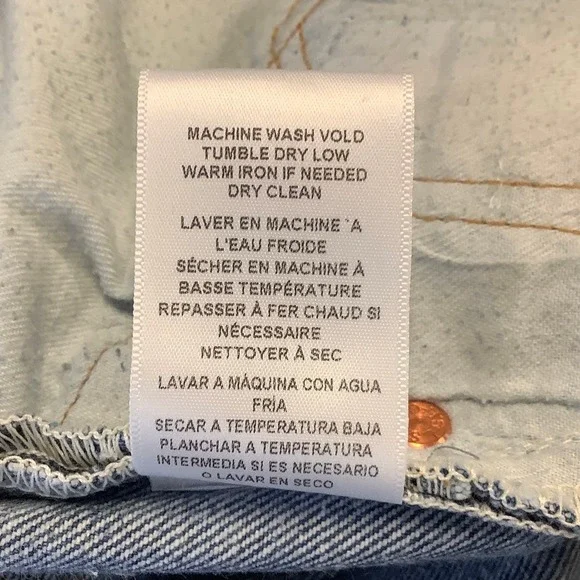 MACHINE WASH VOLD
TUMBLE DRY LOW
WARM IRON IF NEEDED
DRY CLEAN
LAVER EN MACHINE `A
L'EAU FROIDE
SÉCHER EN MACHINE À
BASSE TEMPÉRATURE
REPASSER À FER CHAUD SI
NÉCESSAIRE
NETTOYER À SEC
LAVAR A MÁQUINA CON AGUA
FRÍA
SECAR A TEMPERATURA BAJA
PLANCHAR A TEMPERATURA
INTERMEDIA SI ES NECESARIO
O LAVAR EN SECO